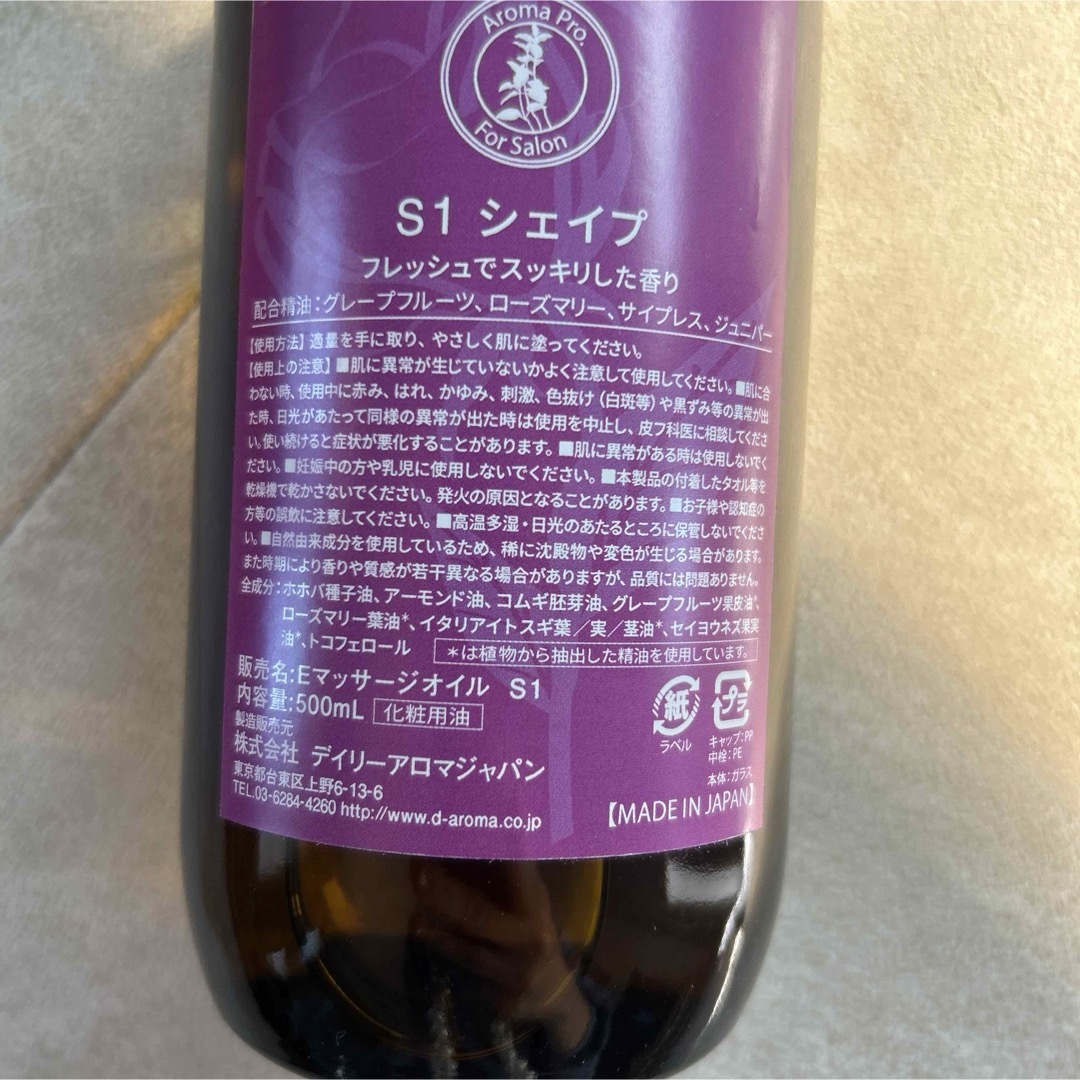 Aroma Pro.
For Salon
S1 シェイプ
フレッシュでスッキリした香り
配合精油：グレープフルーツ、ローズマリー、サイプレス、ジュニパー
【使用方法】適量を手に取り、やさしく肌に塗ってください。
【使用上の注意】■肌に異常が生じていないかよく注意して使用してください。■肌に合
わない時、使用中に赤み、はれ、かゆみ、刺激、色抜け（白斑等）や黒ずみ等の異常が出
た時、日光があたって同様の異常が出た時は使用を中止し、皮フ科医に相談してくださ
い。使い続けると症状が悪化することがあります。■肌に異常がある時は使用しないでく
ださい。■妊娠中の方や乳児に使用しないでください。■本製品の付着したタオル等を
乾燥機で乾かさないでください。発火の原因となることがあります。■お子様や認知症の
方等の誤飲に注意してください。■高温多湿・日光のあたるところに保管しないでくださ
い。■自然由来成分を使用しているため、稀に沈殿物や変色が生じる場合があります。
また時期により香りや質感が若干異なる場合がありますが、品質には問題ありません。
全成分：ホホバ種子油、アーモンド油、コムギ胚芽油、グレープフルーツ果皮油*、
ローズマリー葉油*、イタリアイトスギ葉／実／茎油*、セイヨウネズ果実
油*、トコフェロール
＊は植物から抽出した精油を使用しています。
販売名：Eマッサージオイル S1
内容量：500mL 化粧用油
製造販売元
株式会社 デイリーアロマジャパン
東京都台東区上野6-13-6
TEL.03-6284-4260 http://www.d-aroma.co.jp
紙
ラベル
プラ
キャップ：PP
中栓：PE
本体：ガラス
【MADE IN JAPAN】